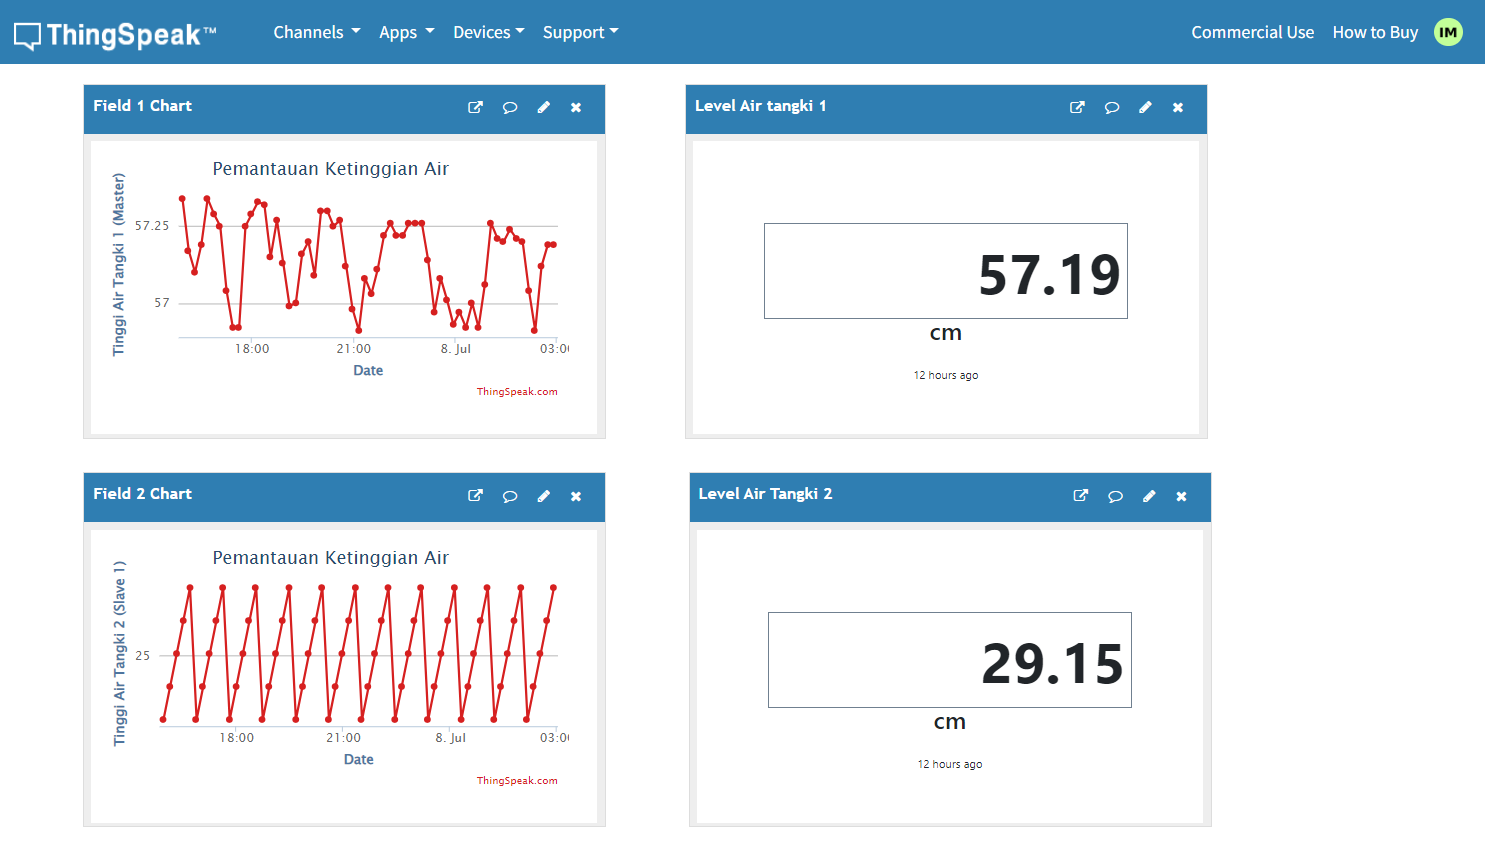 ThingSpeak™ Channels Apps Devices Support Commercial Use How to Buy IM
Field 1 Chart
Pemantauan Ketinggian Air
Tinggi Air Tangki 1 (Master)
57.25
57
18:00 21:00 8. Jul 03:0
Date
ThingSpeak.com
Level Air tangki 1
57.19
cm
12 hours ago
Field 2 Chart
Pemantauan Ketinggian Air
Tinggi Air Tangki 2 (Slave 1)
25
18:00 21:00 8. Jul 03:0
Date
ThingSpeak.com
Level Air Tangki 2
29.15
cm
12 hours ago